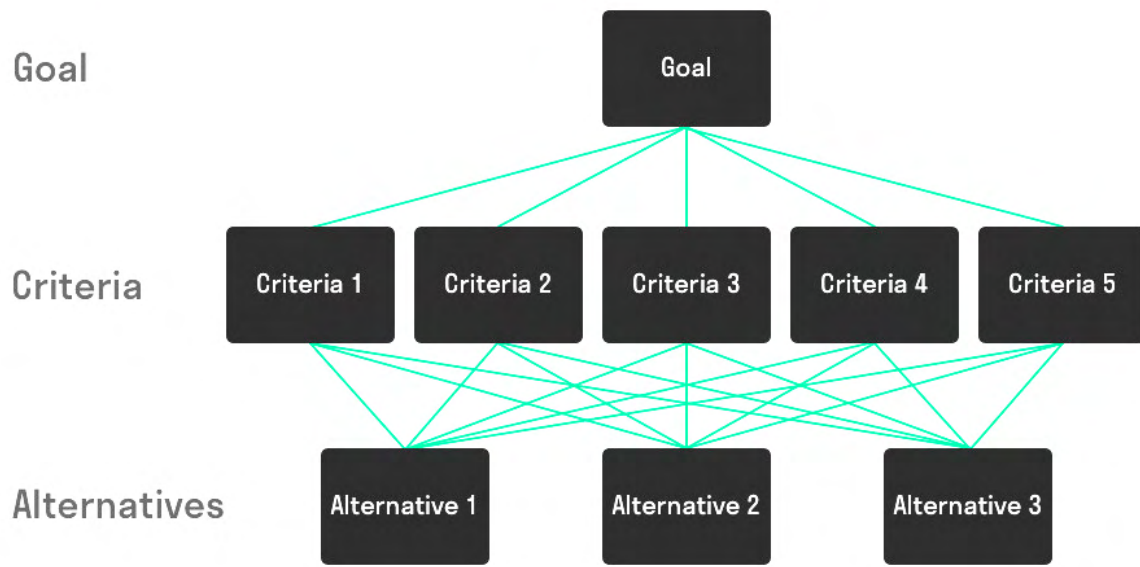 Goal
Goal
Criteria
Criteria 1
Criteria 2
Criteria 3
Criteria 4
Criteria 5
Alternatives
Alternative 1
Alternative 2
Alternative 3